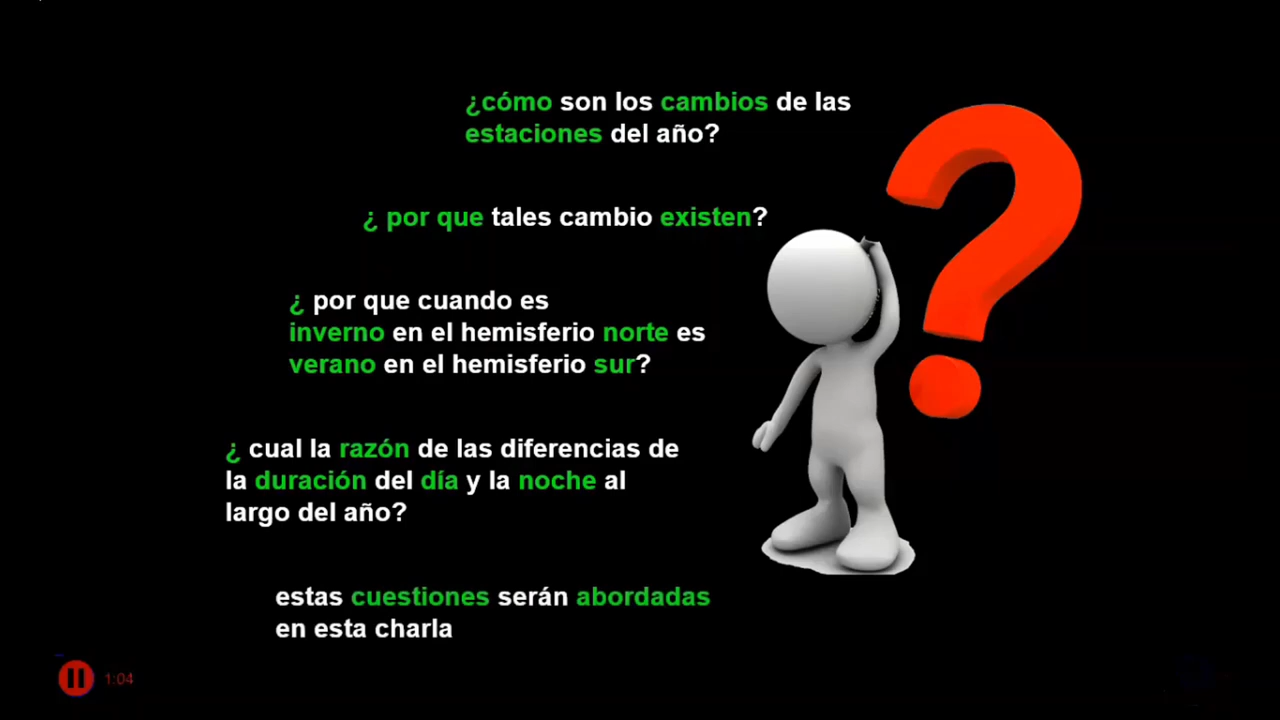 ¿cómo son los cambios de las
estaciones del año?
¿ por que tales cambio existen?
¿ por que cuando es
inverno en el hemisferio norte es
verano en el hemisferio sur?
¿ cual la razón de las diferencias de
la duración del día y la noche al
largo del año?
estas cuestiones serán abordadas
en esta charla
1:04